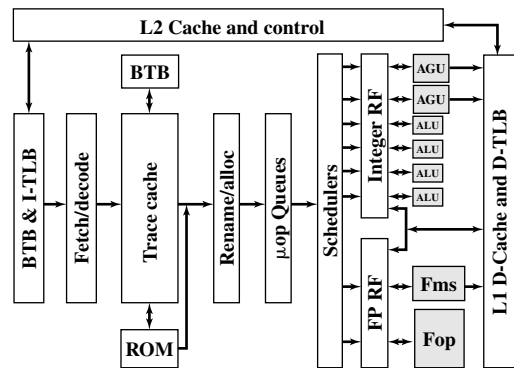 L2 Cache and control
BTB
BTB & I-TLB
Fetch/decode
Trace cache
ROM
Rename/alloc
µop Queues
Schedulers
Integer RF
FP RF
AGU
AGU
ALU
ALU
ALU
ALU
Fms
Fop
L1 D-Cache and D-TLB